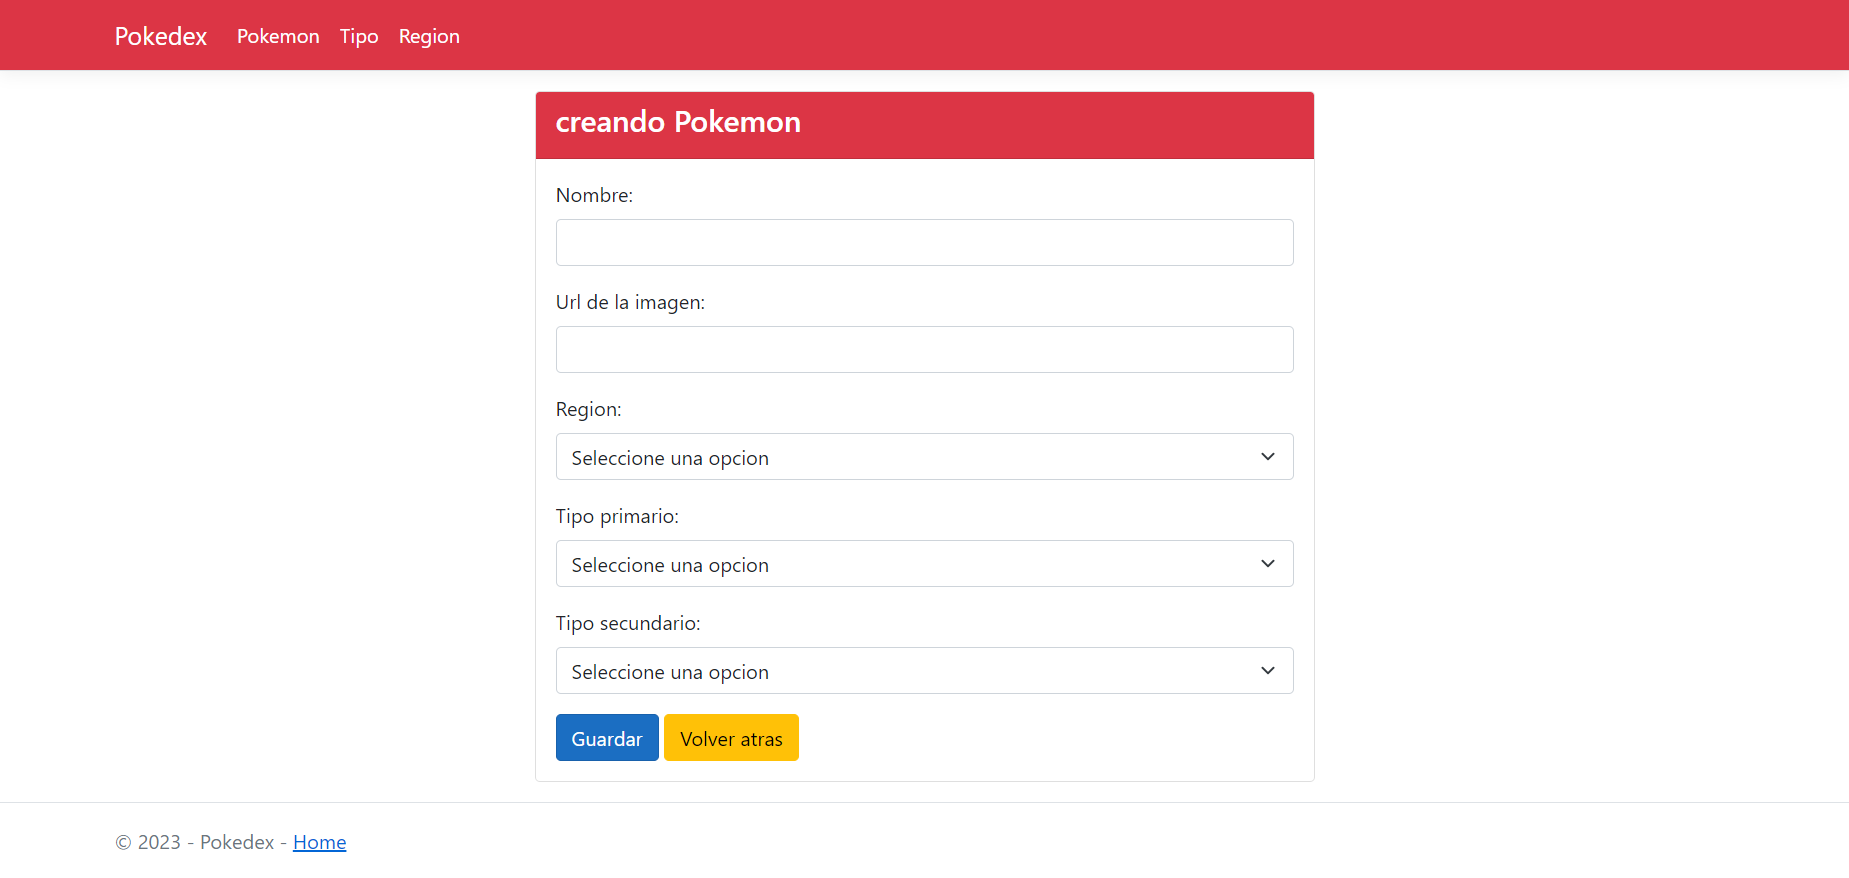 Pokedex Pokemon Tipo Region
creando Pokemon
Nombre:
Url de la imagen:
Region:
Seleccione una opcion
Tipo primario:
Seleccione una opcion
Tipo secundario:
Seleccione una opcion
Guardar Volver atras
© 2023 - Pokedex - Home